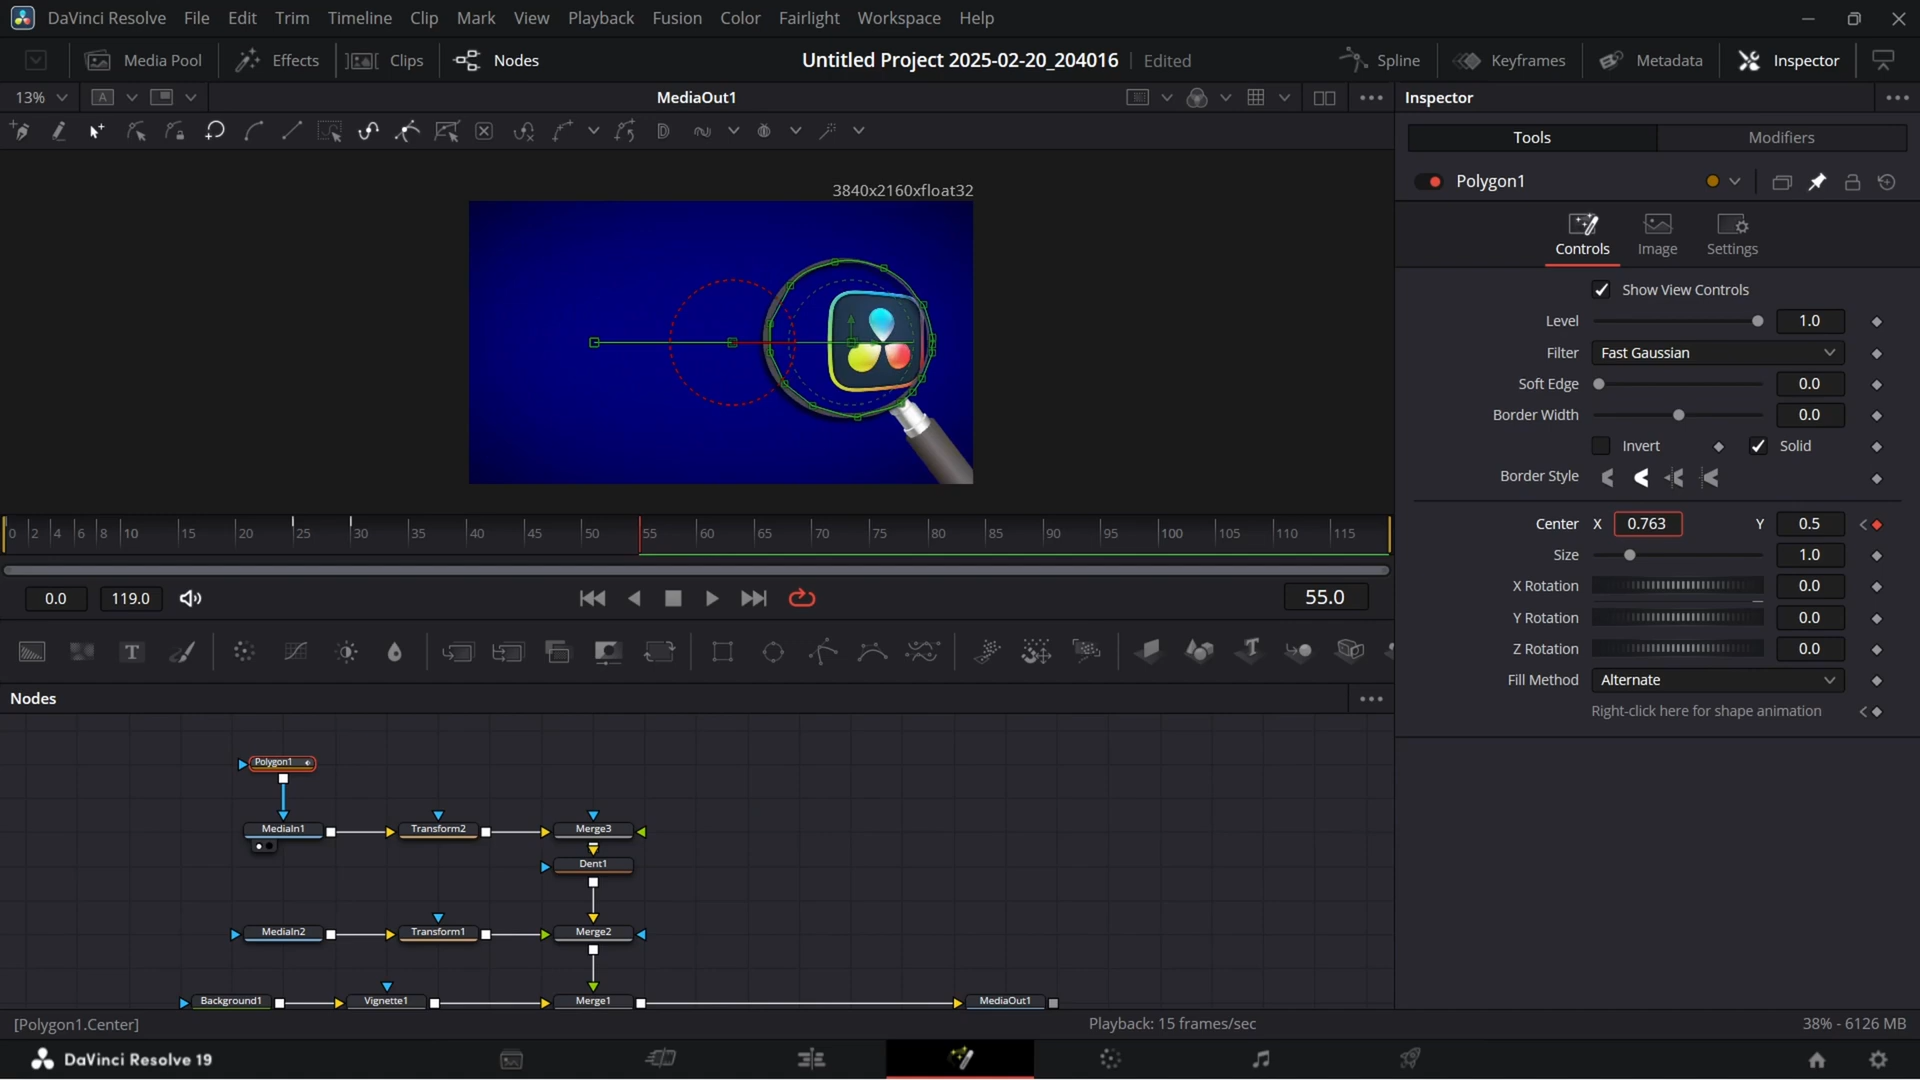 DaVinci Resolve File Edit Trim Timeline Clip Mark View Playback Fusion Color Fairlight Workspace Help
Media Pool Effects Clips Nodes Untitled Project 2025-02-20_204016 Edited Spline Keyframes Metadata Inspector
13% A MediaOut1 Inspector
Tools Modifiers
Polygon1
3840x2160xfloat32
Controls Image Settings
Show View Controls
Level 1.0
Filter Fast Gaussian
Soft Edge 0.0
Border Width 0.0
Invert Solid
Border Style
Center X 0.763 Y 0.5
0 2 4 6 8 10 15 20 25 30 35 40 45 50 55 60 65 70 75 80 85 90 95 100 105 110 115
Size 1.0
X Rotation 0.0
0.0 119.0 55.0
Y Rotation 0.0
T T
Z Rotation 0.0
Fill Method Alternate
Nodes
Right-click here for shape animation
Polygon1
MediaIn1 Transform2 Merge3
Dent1
MediaIn2 Transform1 Merge2
Background1 Vignette1 Merge1 MediaOut1
[Polygon1.Center] Playback: 15 frames/sec 38% - 6126 MB
DaVinci Resolve 19